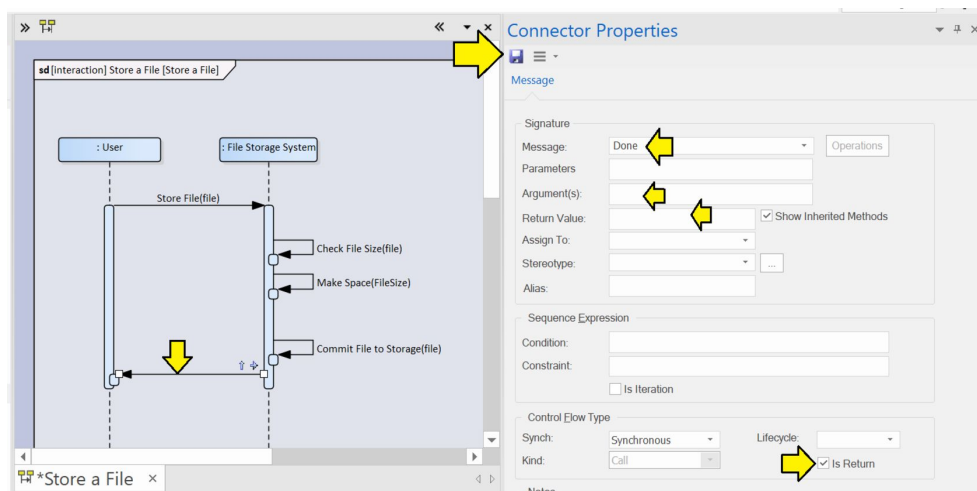 Connector Properties
sd [interaction] Store a File [Store a File]
Message
Signature
: User
: File Storage System
Message:
Done
Operations
Parameters
Store File(file)
Argument(s):
Return Value:
Show Inherited Methods
Check File Size(file)
Assign To:
Make Space(FileSize)
Stereotype:
...
Alias:
Sequence Expression
Condition:
Commit File to Storage(file)
Constraint:
Is Iteration
Control Flow Type
Synch:
Synchronous
Lifecycle:
Kind:
Call
Is Return
*Store a File